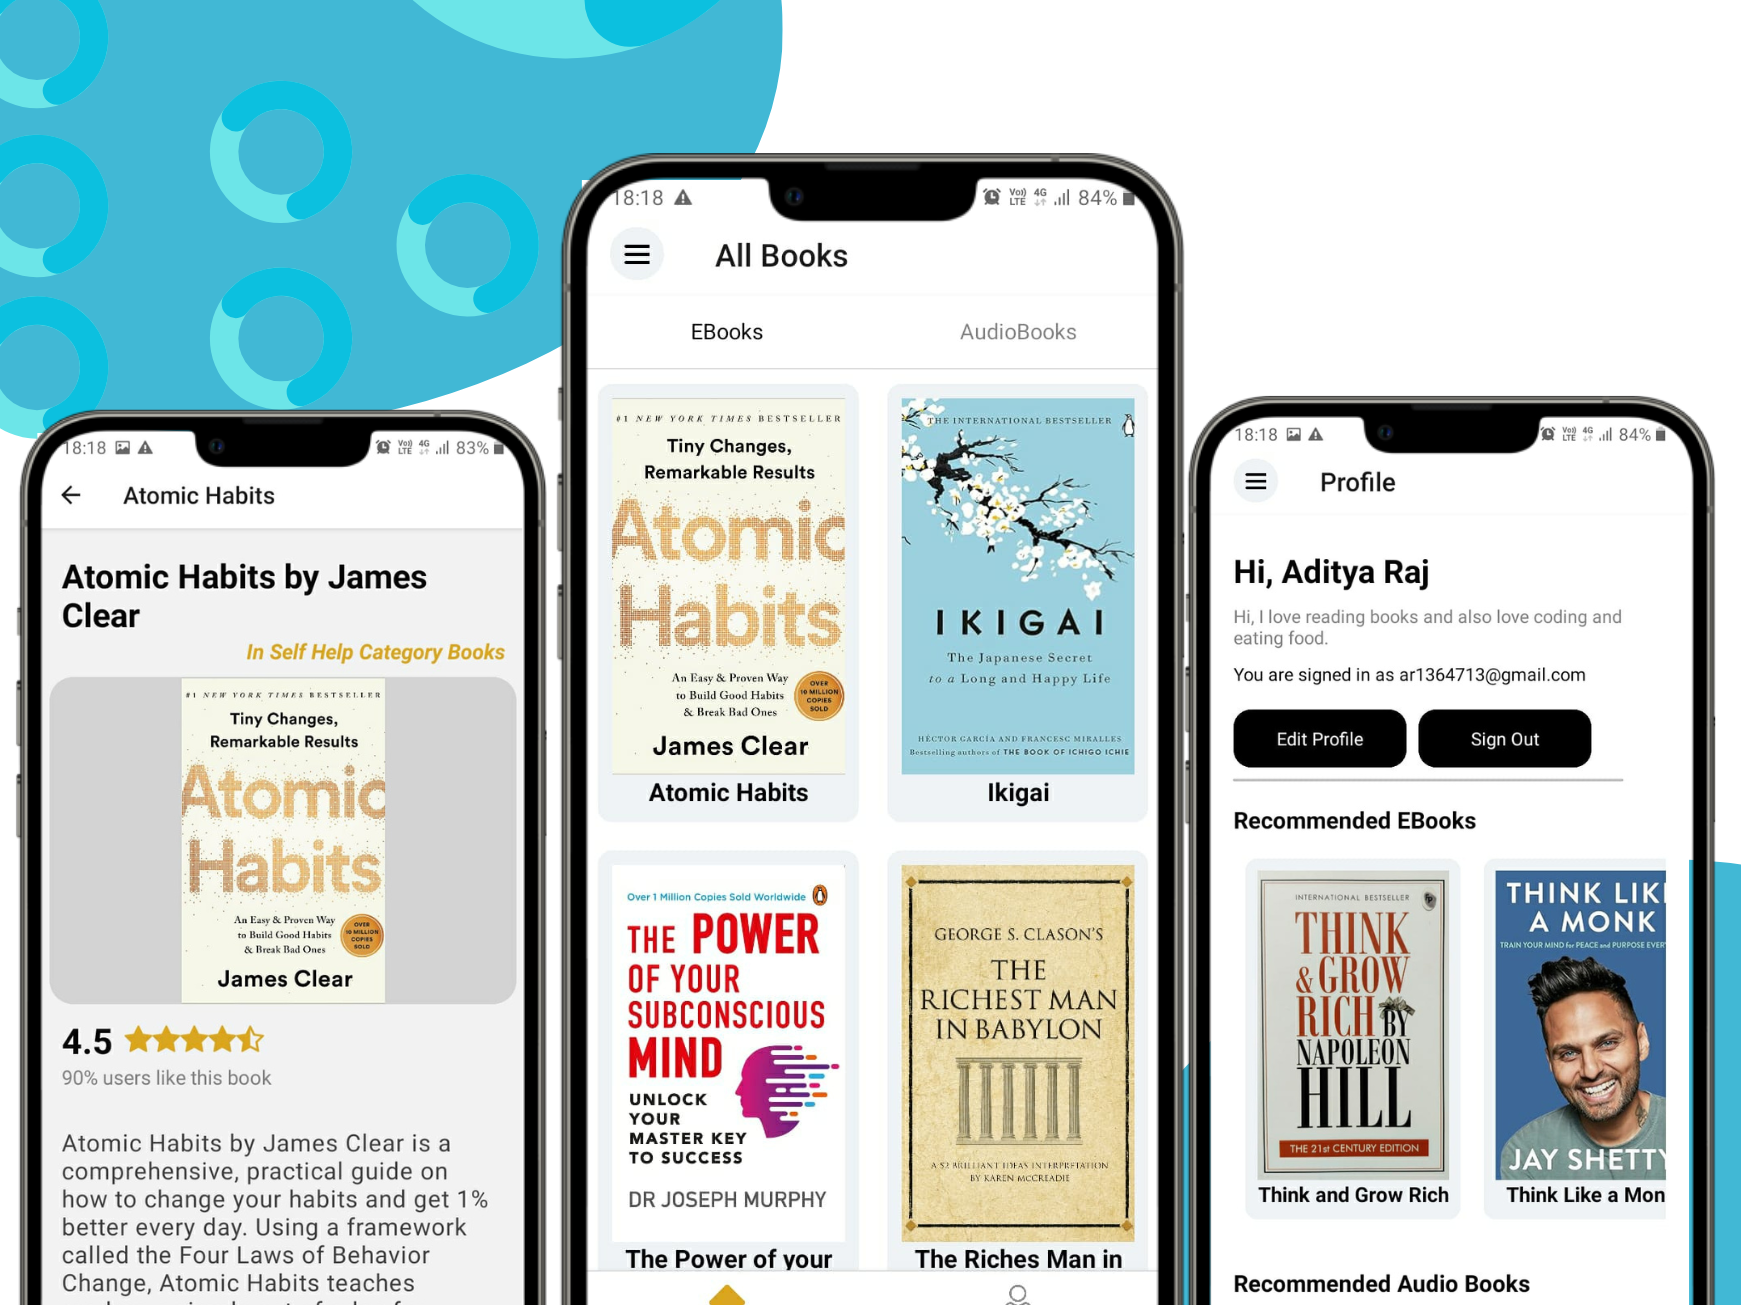 18:18
83%
Atomic Habits
Atomic Habits by James
Clear
In Self Help Category Books
#1 NEW YORK TIMES BESTSELLER
Tiny Changes,
Remarkable Results
Atomic
Habits
An Easy & Proven Way
to Build Good Habits
& Break Bad Ones
OVER
10 MILLION
COPIES
SOLD
James Clear
4.5
90% users like this book
Atomic Habits by James Clear is a
comprehensive, practical guide on
how to change your habits and get 1%
better every day. Using a framework
called the Four Laws of Behavior
Change, Atomic Habits teaches
18:18
Vo)) LTE 4G 84%
All Books
EBooks
AudioBooks
#1 NEW YORK TIMES BESTSELLER
Tiny Changes,
Remarkable Results
Atomic
Habits
An Easy & Proven Way
to Build Good Habits
& Break Bad Ones
OVER
10 MILLION
COPIES
SOLD
James Clear
Atomic Habits
THE INTERNATIONAL BESTSELLER
IKIGAI
The Japanese Secret
to a Long and Happy Life
HÉCTOR GARCÍA AND FRANCESC MIRALLES
Bestselling authors of THE BOOK OF ICHIGO ICHIE
Ikigai
Over 1 Million Copies Sold Worldwide
THE POWER
OF YOUR
SUBCONSCIOUS
MIND
UNLOCK
YOUR
MASTER KEY
TO SUCCESS
DR JOSEPH MURPHY
The Power of your
GEORGE S. CLASON'S
THE
RICHEST MAN
IN BABYLON
A 52 BRILLIANT IDEAS INTERPRETATION
BY KAREN MCCREADIE
The Riches Man in
18:18
Vo)) LTE 4G 84%
Profile
Hi, Aditya Raj
Hi, I love reading books and also love coding and
eating food.
You are signed in as ar1364713@gmail.com
Edit Profile
Sign Out
Recommended EBooks
INTERNATIONAL BESTSELLER
THINK
& GROW
RICH BY
NAPOLEON
HILL
THE 21st CENTURY EDITION
Think and Grow Rich
THINK LIK
A MONK
TRAIN YOUR MIND for PEACE and PURPOSE EVER
JAY SHETTY
Think Like a Mon
Recommended Audio Books